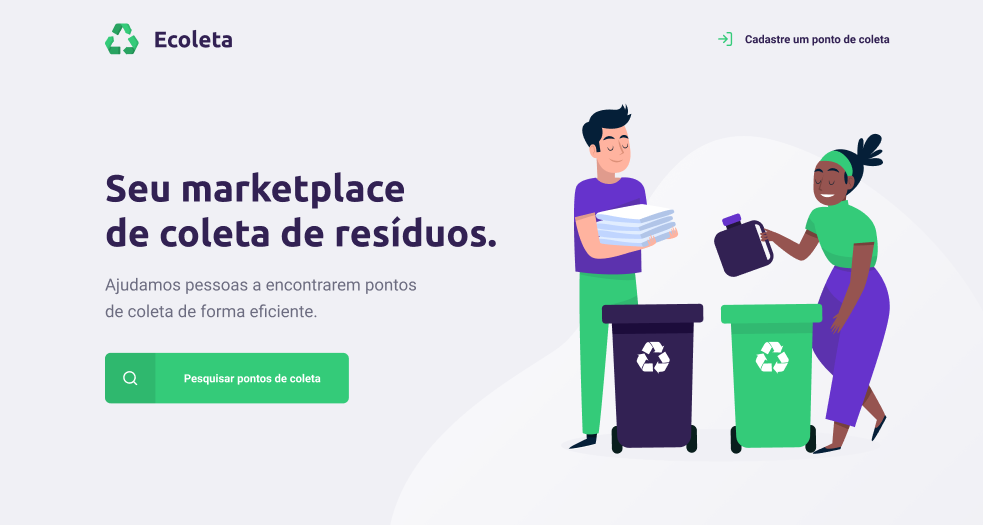 Ecoleta
Cadastre um ponto de coleta
Seu marketplace
de coleta de resíduos.
Ajudamos pessoas a encontrarem pontos
de coleta de forma eficiente.
Pesquisar pontos de coleta